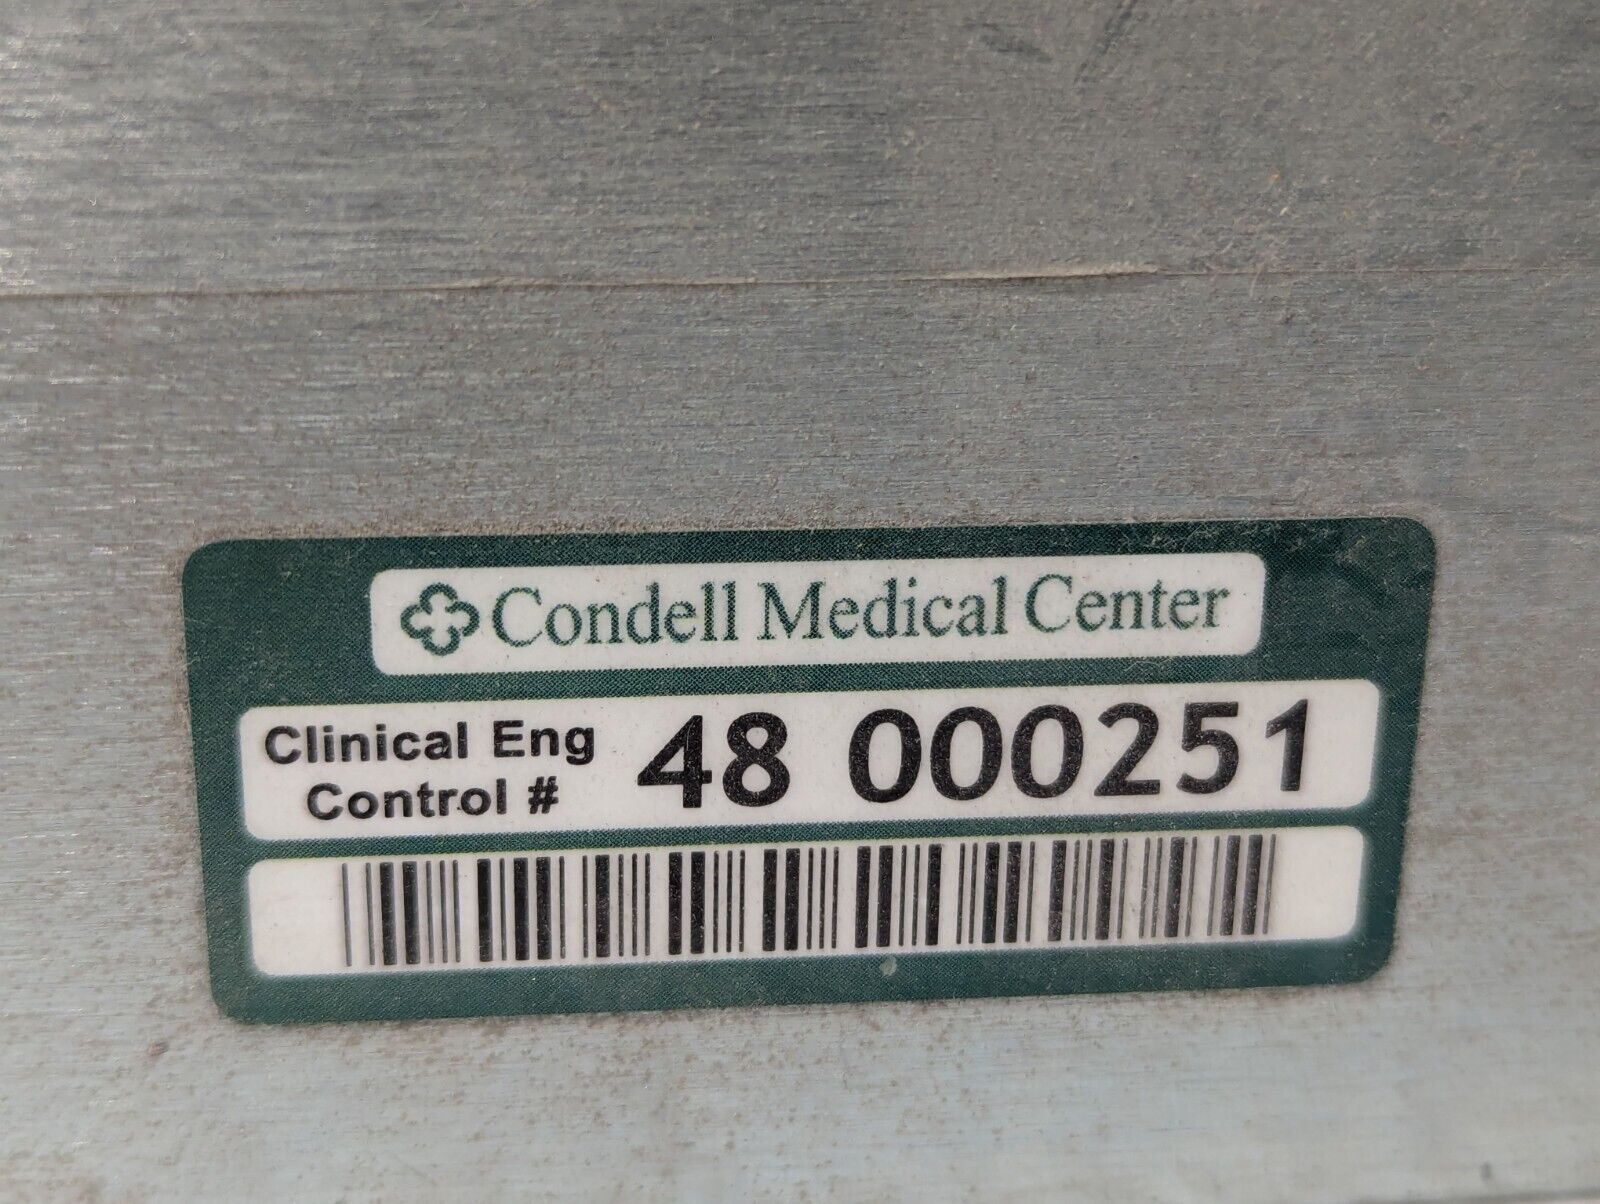 Condell Medical Center
Clinical Eng
Control # 48 000251